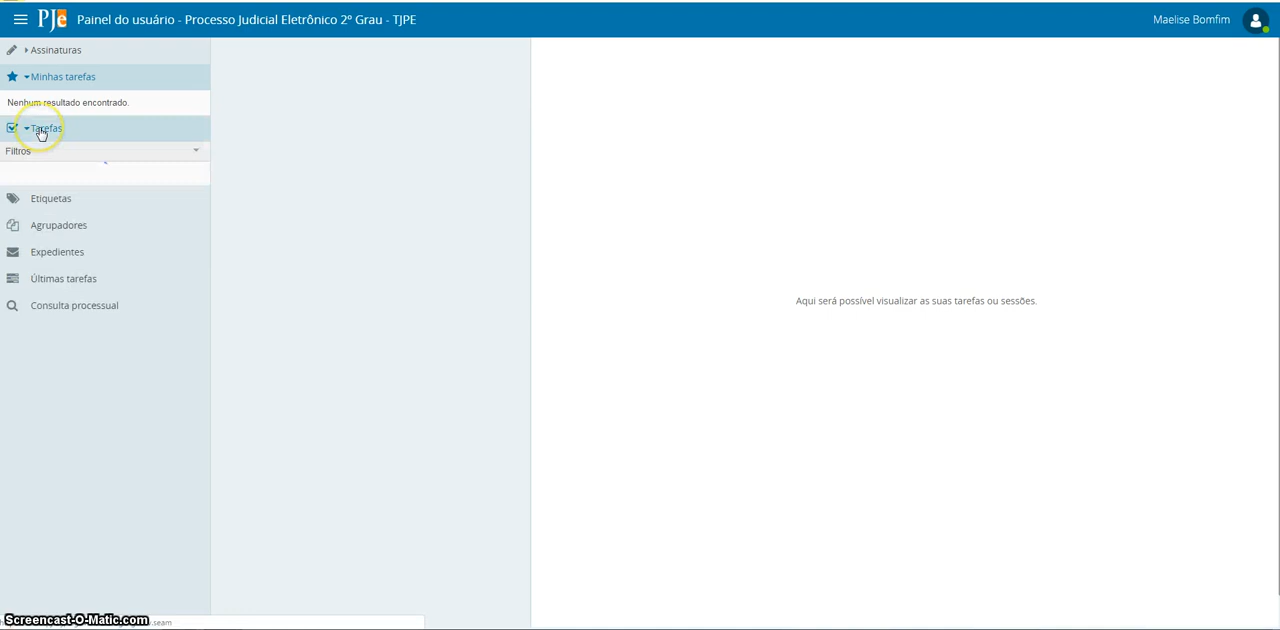 PJe Painel do usuário - Processo Judicial Eletrônico 2º Grau - TJPE
Maelise Bomfim
Assinaturas
Minhas tarefas
Nenhum resultado encontrado.
Tarefas
Filtros
Etiquetas
Agrupadores
Expedientes
Últimas tarefas
Consulta processual
Aqui será possível visualizar as suas tarefas ou sessões.
Screencast-O-Matic.com
.seam